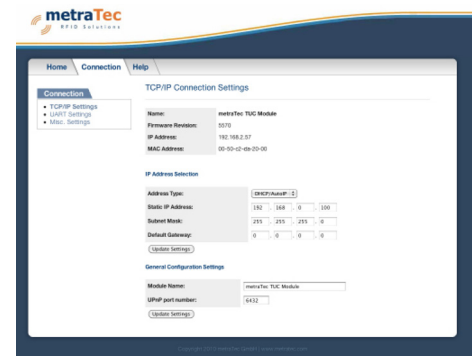 metraTec
RFID Solutions
Home Connection Help
Connection
TCP/IP Settings
UART Settings
Misc. Settings
TCP/IP Connection Settings
Name: metraTec TUC Module
Firmware Revision: 5570
IP Address: 192.168.2.57
MAC Address: 00-50-c2-da-20-00
IP Address Selection
Address Type: DHCP/AutoIP
Static IP Address: 192 . 168 . 0 . 100
Subnet Mask: 255 . 255 . 255 . 0
Default Gateway: 0 . 0 . 0 . 0
Update Settings
General Configuration Settings
Module Name: metraTec TUC Module
UPnP port number: 6432
Update Settings